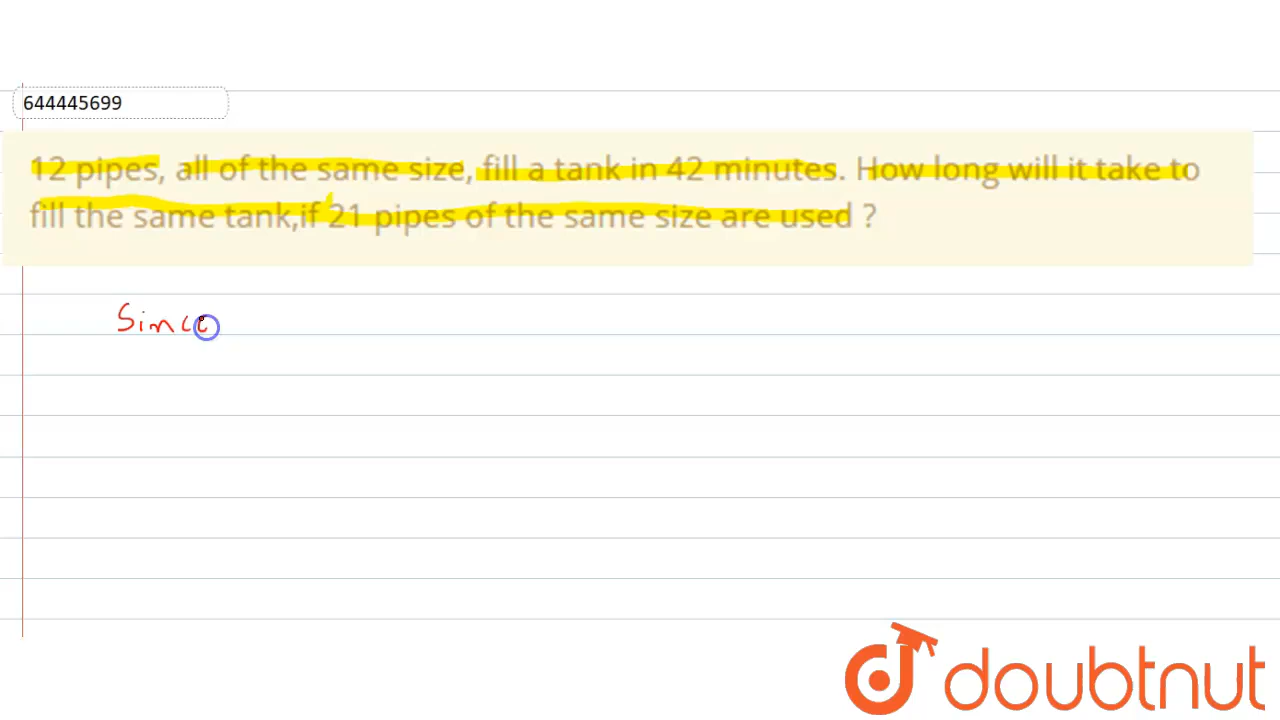 644445699
12 pipes, all of the same size, fill a tank in 42 minutes. How long will it take to
fill the same tank,if 21 pipes of the same size are used ?
Since
doubtnut